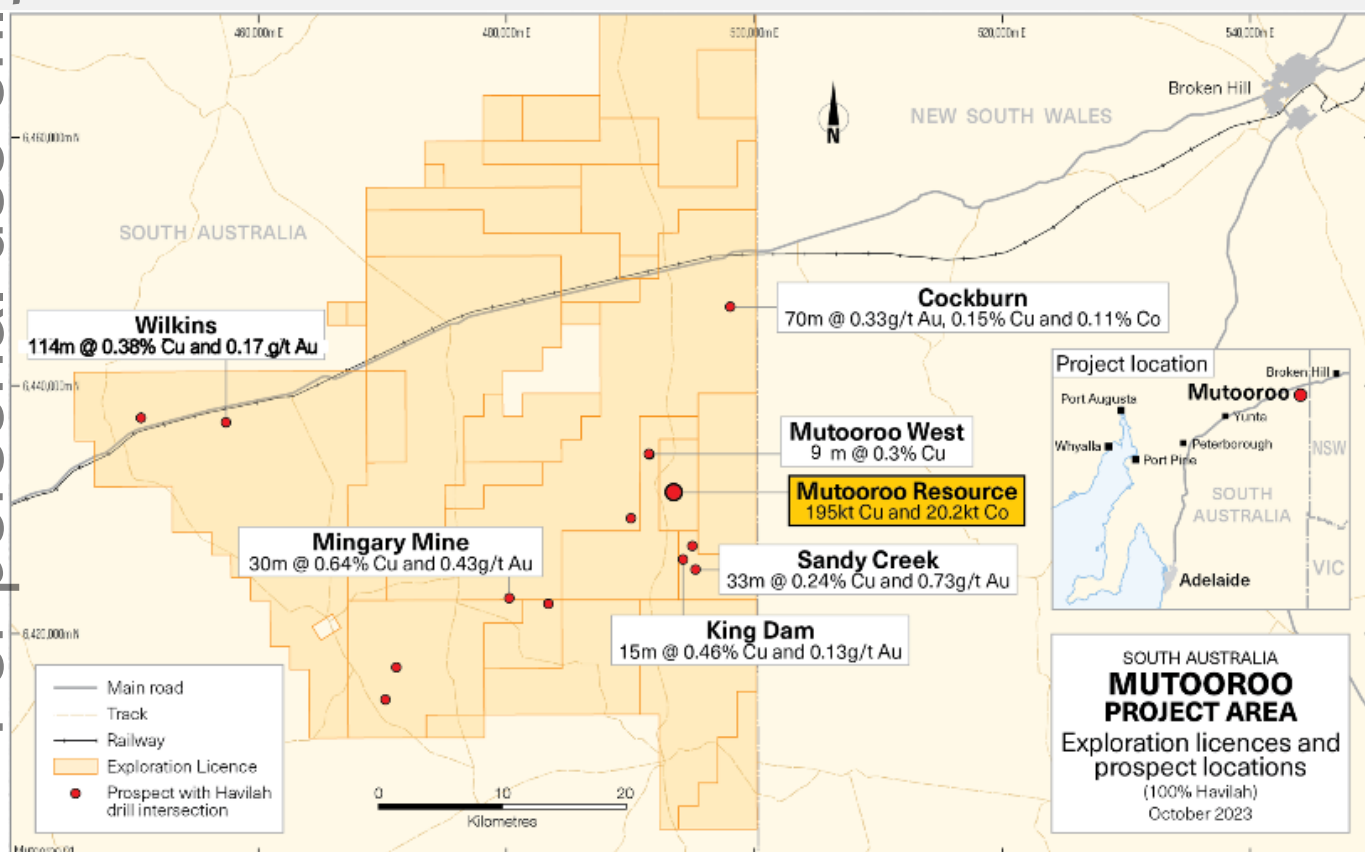 460,000m E
480,000m E
500,000m E
520,000m E
540,000m E
Broken Hill
NEW SOUTH WALES
6,460,000m N
N
SOUTH AUSTRALIA
Cockburn
70m @ 0.33g/t Au, 0.15% Cu and 0.11% Co
Wilkins
114m @ 0.38% Cu and 0.17 g/t Au
6,440,000m N
Project location
Broken Hill
Mutooroo
Port Augusta
Yunta
Whyalla
Peterborough
Port Pirie
NSW
SOUTH
AUSTRALIA
VIC
Adelaide
Mutooroo West
9 m @ 0.3% Cu
Mutooroo Resource
195kt Cu and 20.2kt Co
Mingary Mine
30m @ 0.64% Cu and 0.43g/t Au
Sandy Creek
33m @ 0.24% Cu and 0.73g/t Au
King Dam
15m @ 0.46% Cu and 0.13g/t Au
6,420,000m N
Main road
Track
Railway
Exploration Licence
Prospect with Havilah
drill intersection
0 10 20
Kilometres
SOUTH AUSTRALIA
MUTOOROO
PROJECT AREA
Exploration licences and
prospect locations
(100% Havilah)
October 2023